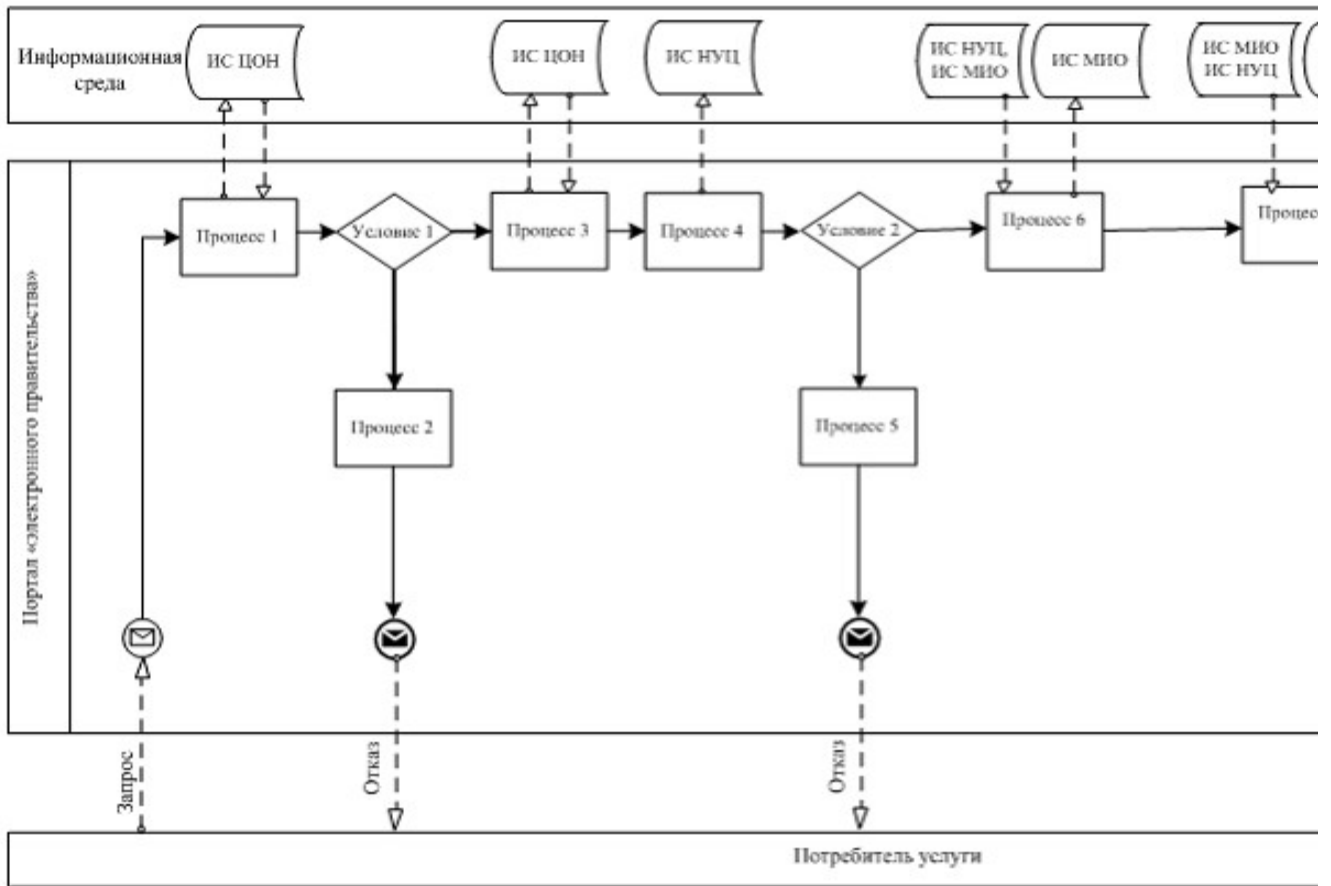 Информационная
среда
ИС ЦОН
ИС ЦОН
ИС НУЦ
ИС НУЦ,
ИС МИО
ИС МИО
ИС МИО
ИС НУЦ
Портал «электронного правительства»
Процесс 1
Условие 1
Процесс 3
Процесс 4
Условие 2
Процесс 6
Процесс
Процесс 2
Процесс 5
Запрос
Отказ
Отказ
Потребитель услуги